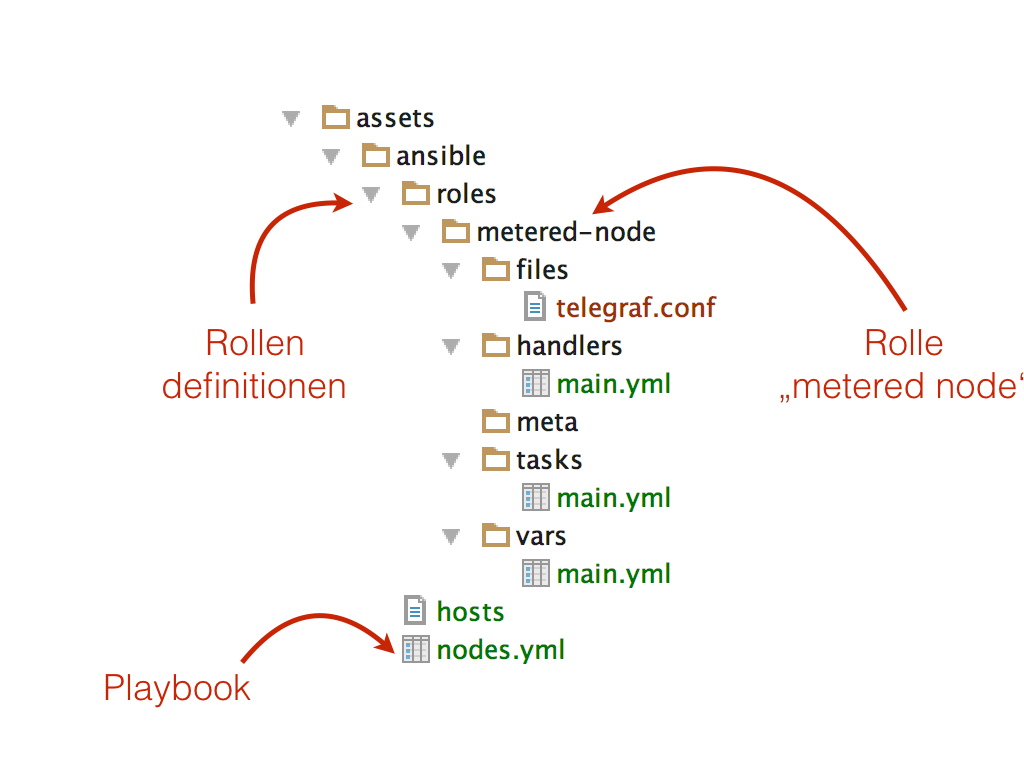 assets
ansible
roles
metered-node
files
telegraf.conf
handlers
main.yml
meta
tasks
main.yml
vars
main.yml
hosts
nodes.yml
Rollen
definitionen
Rolle
„metered node‘
Playbook